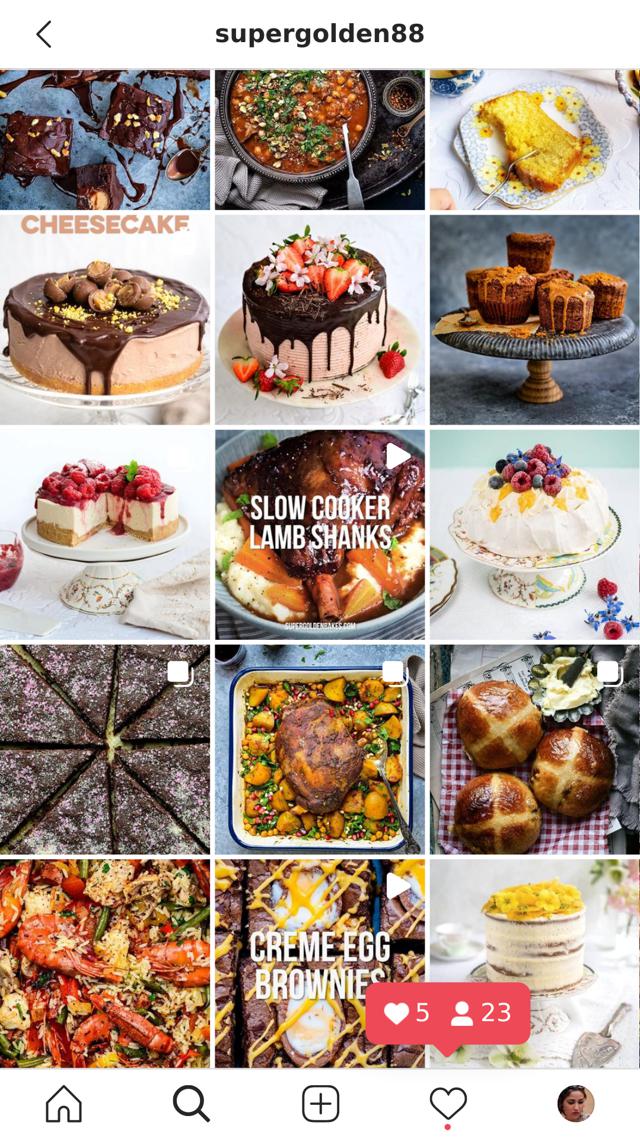 supergolden88
CHEESECAKE
SLOW COOKER
LAMB SHANKS
SUPERGOLDENBAKES.COM
CREME EGG
BROWNIES
5 23